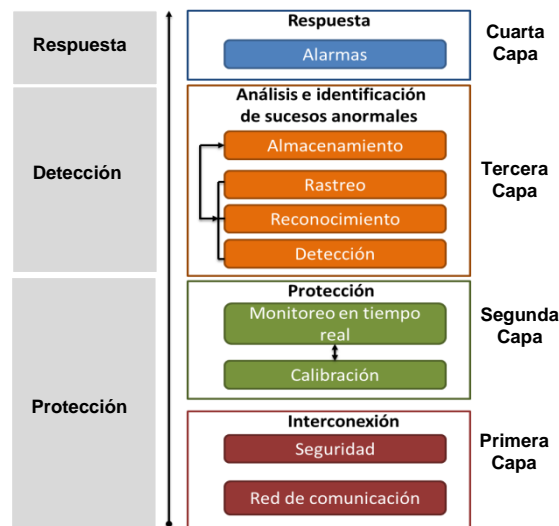 Respuesta
Respuesta
Alarmas
Cuarta
Capa
Detección
Análisis e identificación
de sucesos anormales
Almacenamiento
Rastreo
Reconocimiento
Detección
Tercera
Capa
Protección
Protección
Monitoreo en tiempo
real
Calibración
Segunda
Capa
Interconexión
Seguridad
Red de comunicación
Primera
Capa